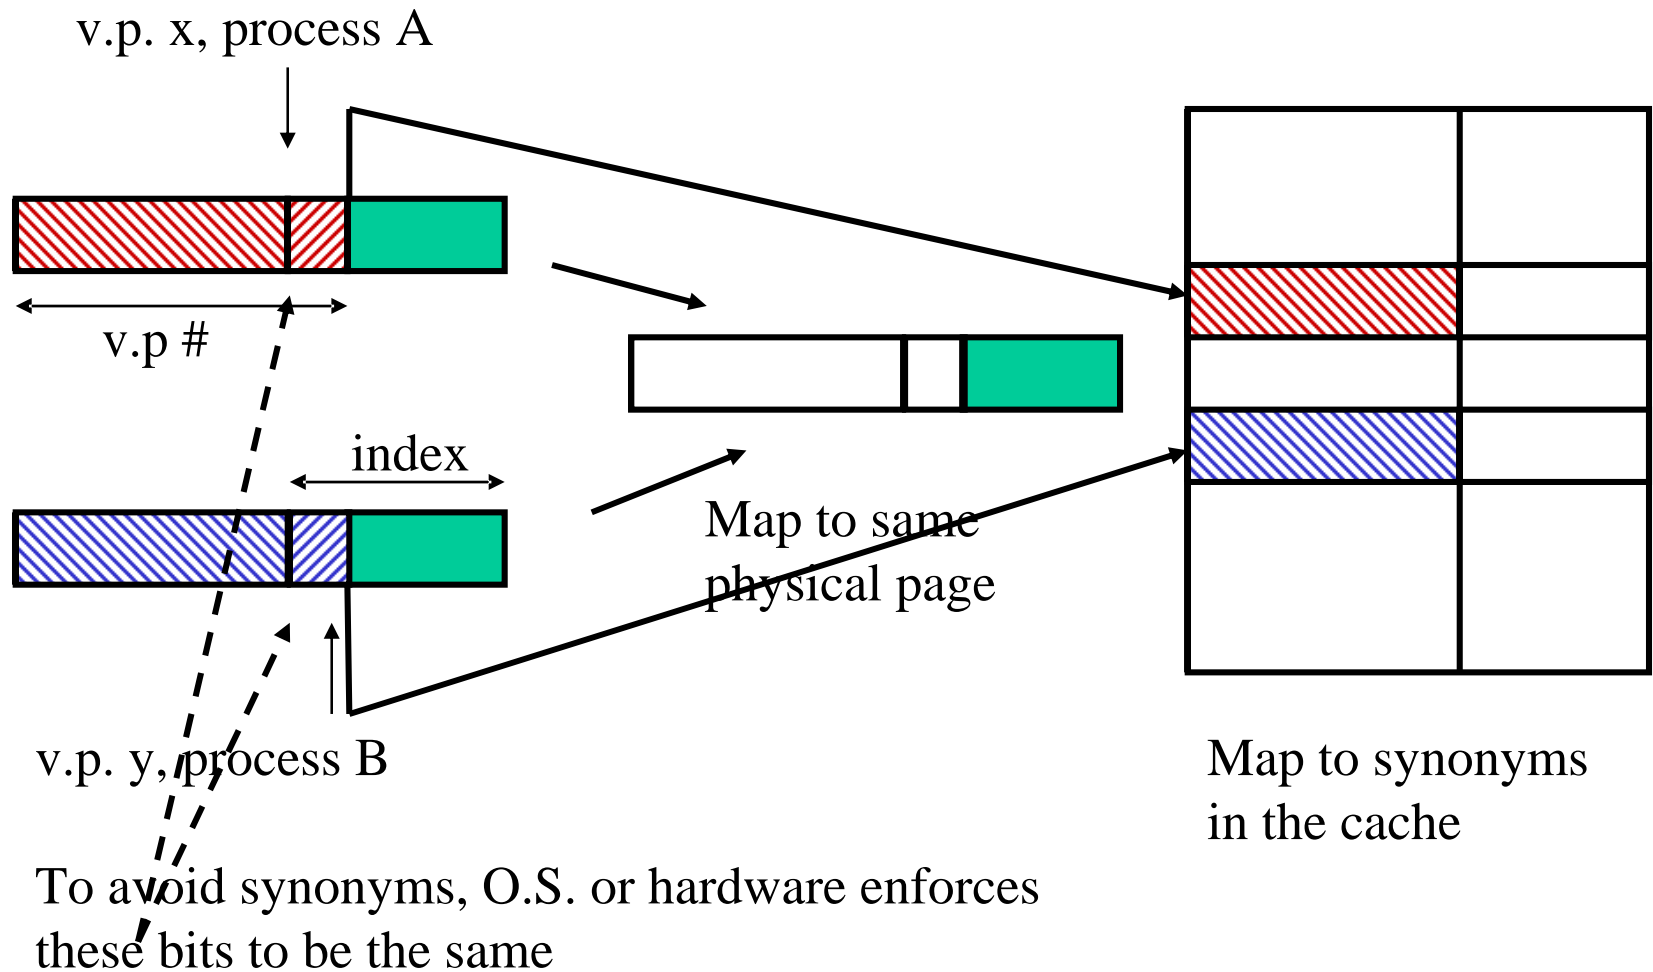 v.p. x, process A
v.p #
index
Map to same
physical page
v.p. y, process B
Map to synonyms
in the cache
To avoid synonyms, O.S. or hardware enforces
these bits to be the same